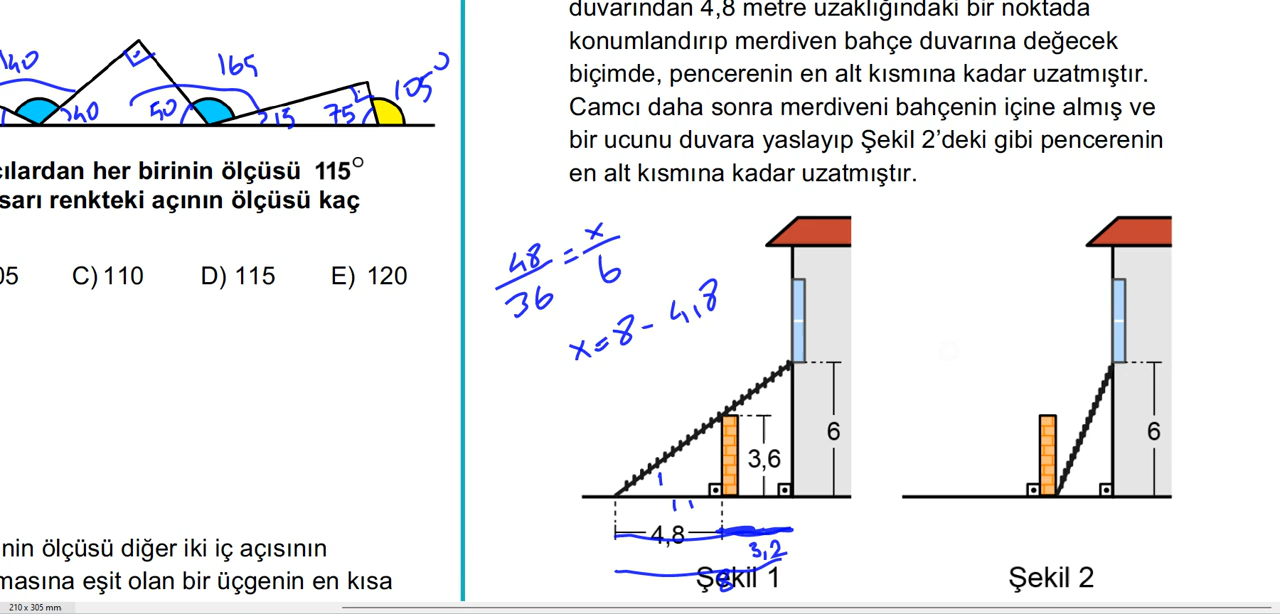 140
40
50
165
15
75
105°
cılardan her birinin ölçüsü 115°
sarı renkteki açının ölçüsü kaç
05 C) 110 D) 115 E) 120
nin ölçüsü diğer iki iç açısının
masına eşit olan bir üçgenin en kısa
duvarından 4,8 metre uzaklığındaki bir noktada
konumlandırıp merdiven bahçe duvarına değecek
biçimde, pencerenin en alt kısmına kadar uzatmıştır.
Camcı daha sonra merdiveni bahçenin içine almış ve
bir ucunu duvara yaslayıp Şekil 2’deki gibi pencerenin
en alt kısmına kadar uzatmıştır.
48/36 = x/6
x = 8 - 4,8
6
3,6
4,8
3,2
8
Şekil 1
6
Şekil 2
210 x 305 mm